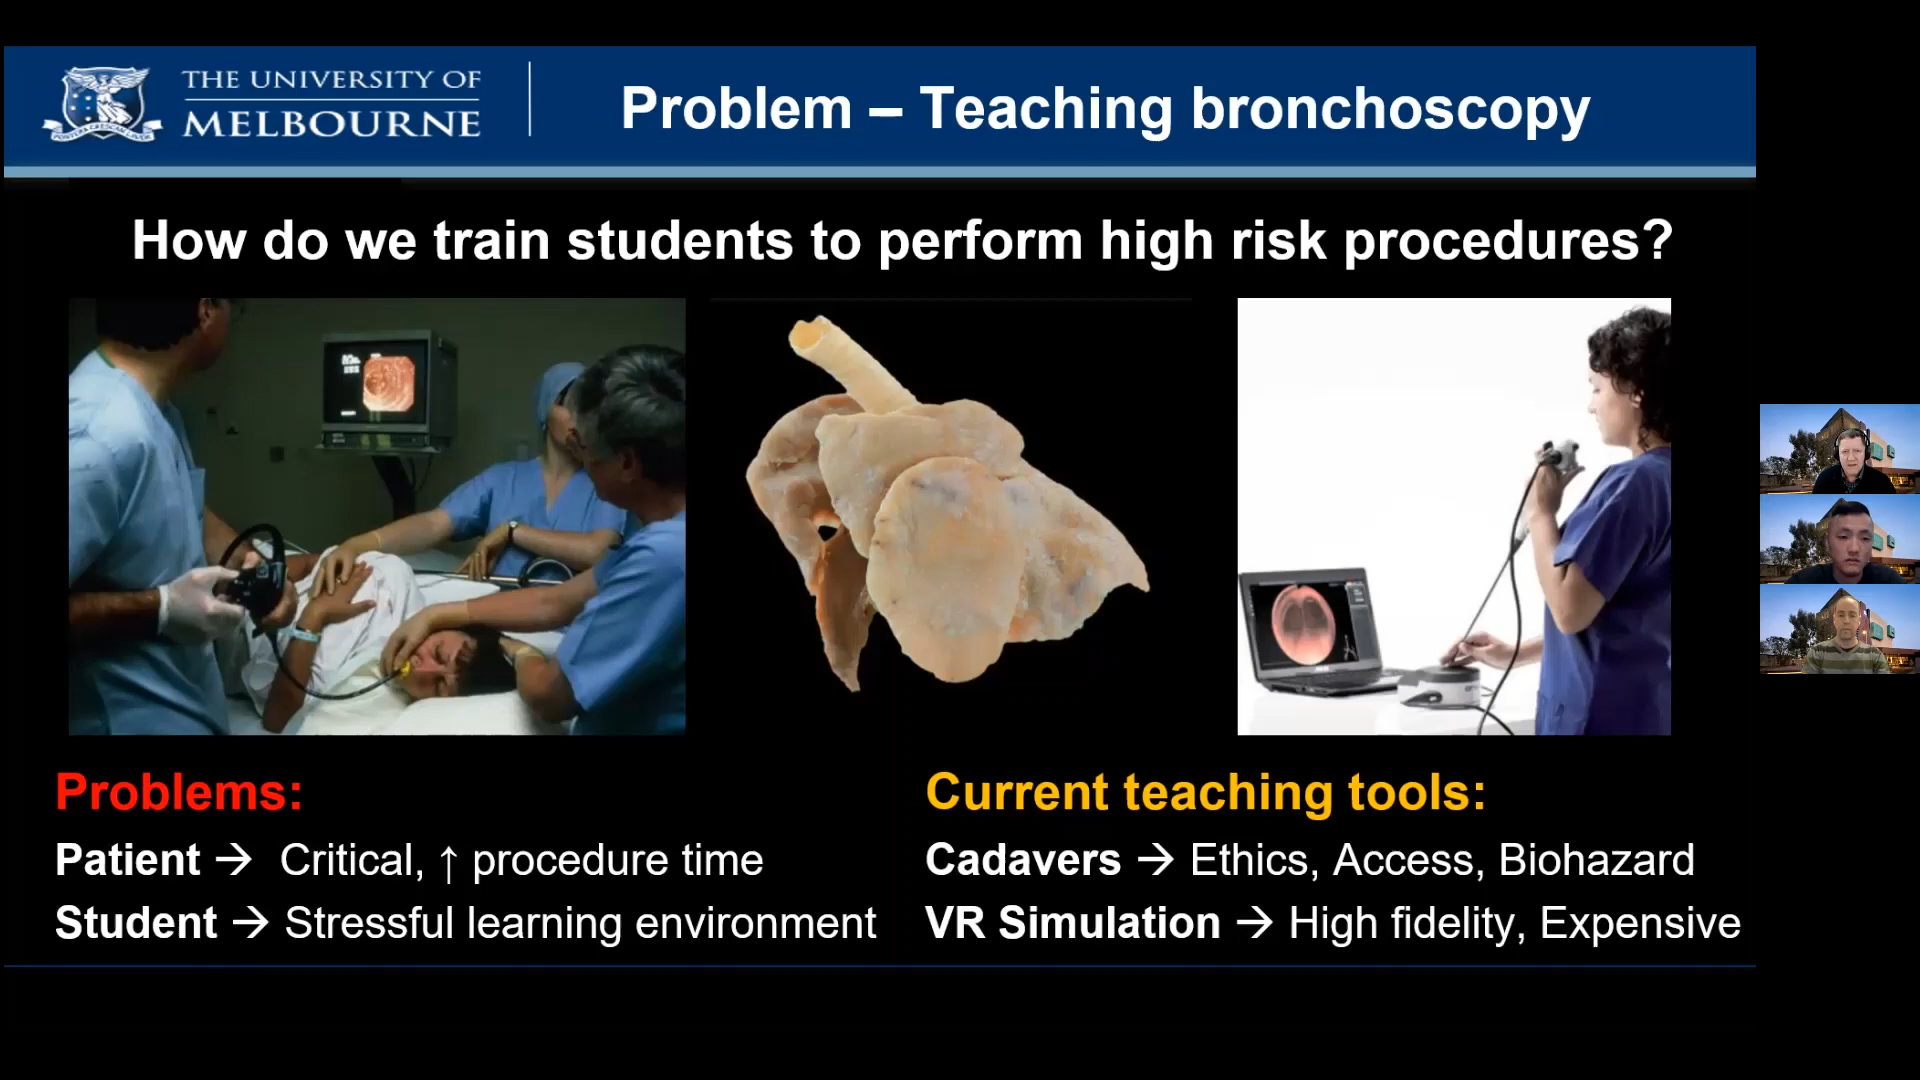 THE UNIVERSITY OF
MELBOURNE
Problem – Teaching bronchoscopy
How do we train students to perform high risk procedures?
Problems:
Patient → Critical, ↑ procedure time
Student → Stressful learning environment
Current teaching tools:
Cadavers → Ethics, Access, Biohazard
VR Simulation → High fidelity, Expensive